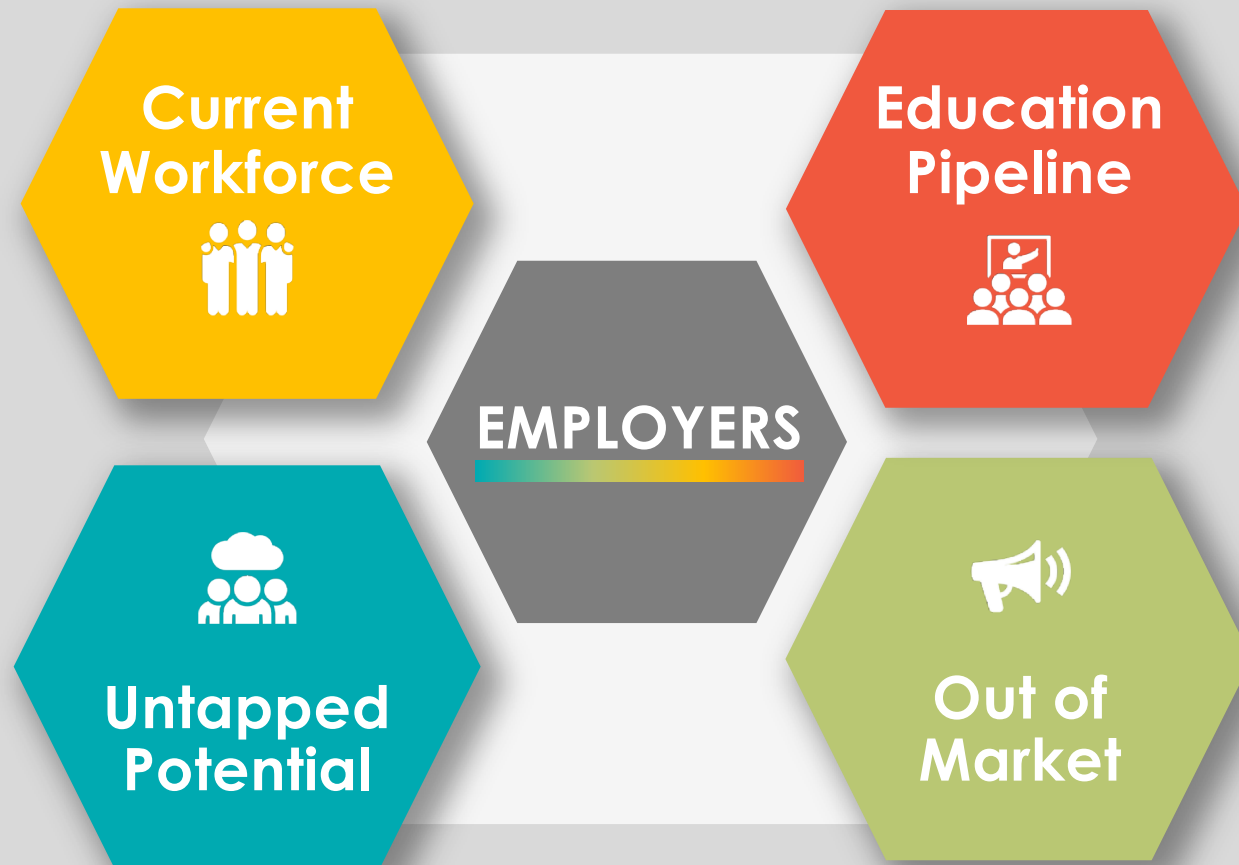 Current
Workforce
Education
Pipeline
EMPLOYERS
Untapped
Potential
Out of
Market